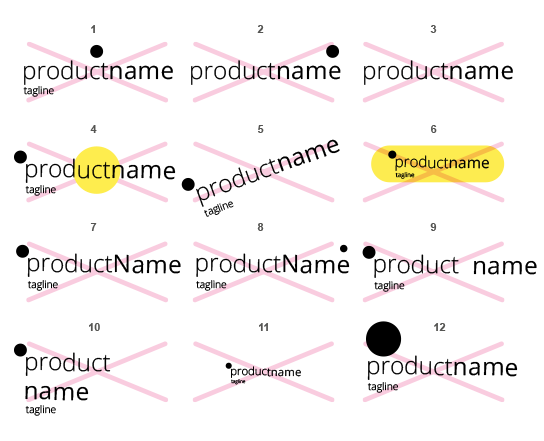 1
2
3
productname
productname
productname
tagline
4
5
6
productname
productname
productname
tagline
tagline
tagline
7
8
9
productName
productName
product name
tagline
tagline
10
11
12
product
name
productname
productname
tagline
tagline
tagline